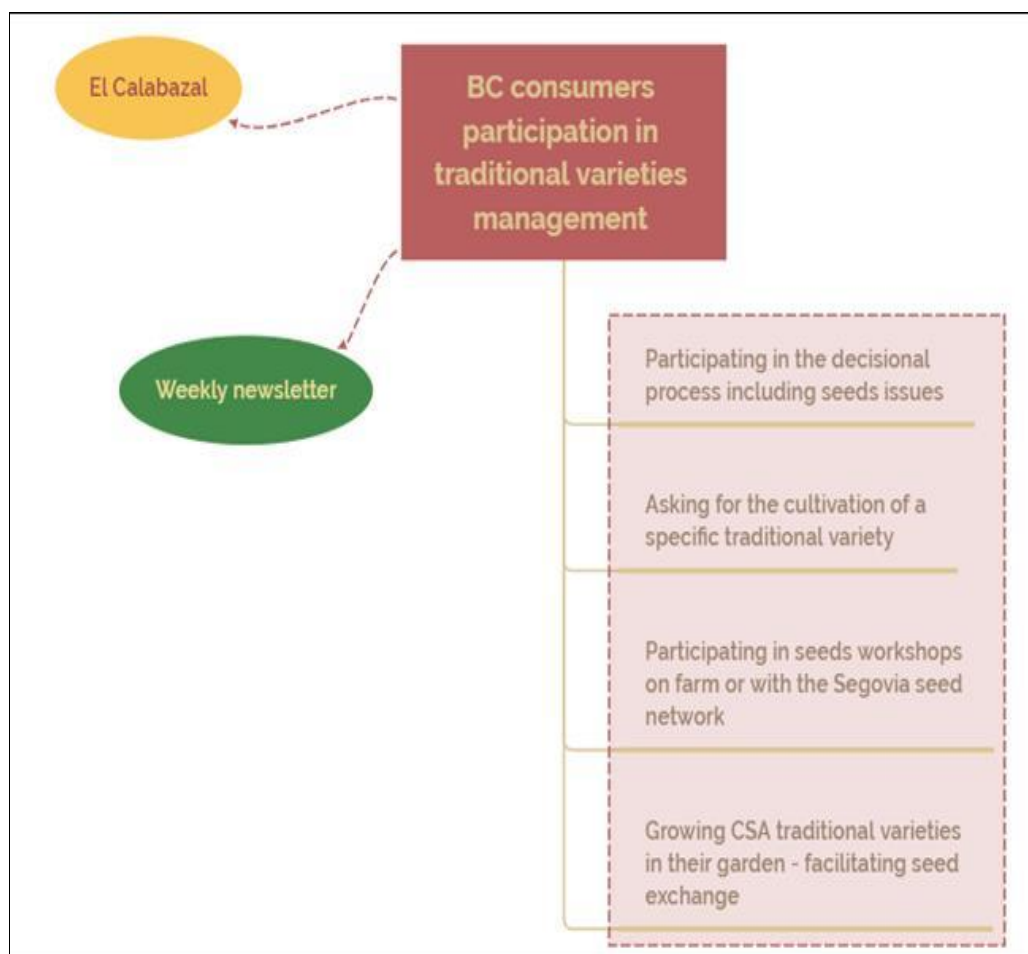 El Calabazal
BC consumers
participation in
traditional varieties
management
Weekly newsletter
Participating in the decisional
process including seeds issues
Asking for the cultivation of a
specific traditional variety
Participating in seeds workshops
on farm or with the Segovia seed
network
Growing CSA traditional varieties
in their garden - facilitating seed
exchange